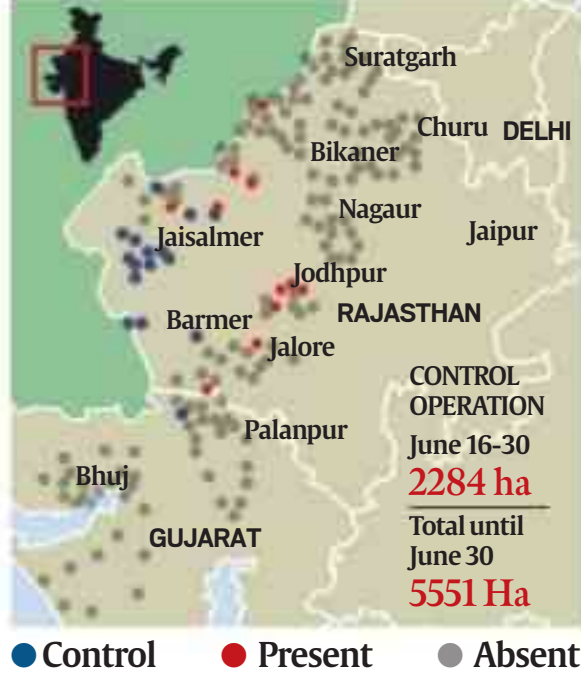 Suratgarh
Churu DELHI
Bikaner
Nagaur
Jaisalmer
Jaipur
Jodhpur
Barmer
RAJASTHAN
Jalore
CONTROL
OPERATION
Palanpur
June 16-30
2284 ha
Bhuj
Total until
June 30
GUJARAT
5551 Ha
Control Present Absent